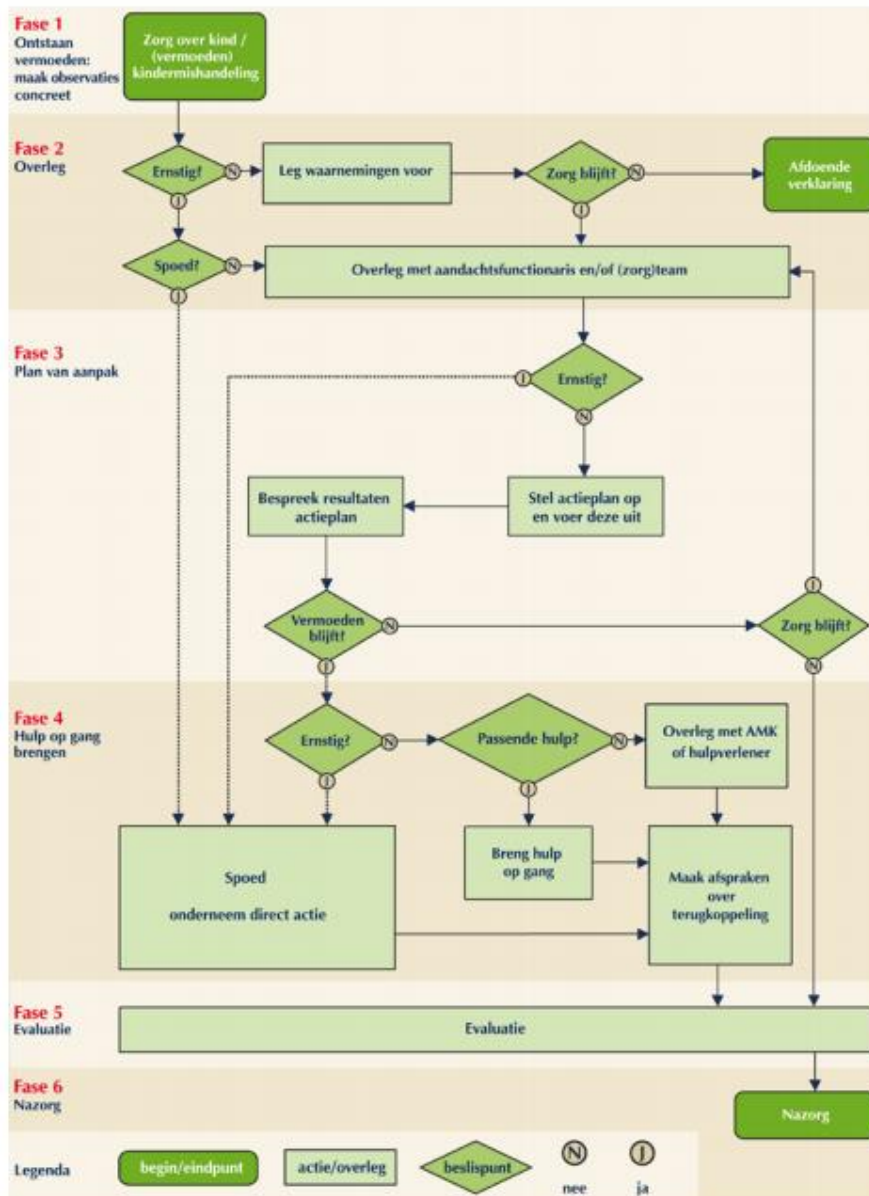 Fase 1
Ontstaan
vermoeden:
maak observaties
concreet
Zorg over kind /
(vermoeden)
kindermishandeling
Fase 2
Overleg
Ernstig?
N
J
Leg waarnemingen voor
Zorg blijft?
N
J
Afdoende
verklaring
Spoed?
N
J
Overleg met aandachtsfunctionaris en/of (zorg)team
Fase 3
Plan van aanpak
Ernstig?
J
N
Bespreek resultaten
actieplan
Stel actieplan op
en voer deze uit
Vermoeden
blijft?
N
J
J
Zorg blijft?
N
Fase 4
Hulp op gang
brengen
Ernstig?
N
J
Passende hulp?
N
J
Overleg met AMK
of hulpverlener
Spoed
onderneem direct actie
Breng hulp
op gang
Maak afspraken
over
terugkoppeling
Fase 5
Evaluatie
Evaluatie
Fase 6
Nazorg
Nazorg
Legenda
begin/eindpunt
actie/overleg
beslispunt
N
nee
J
ja